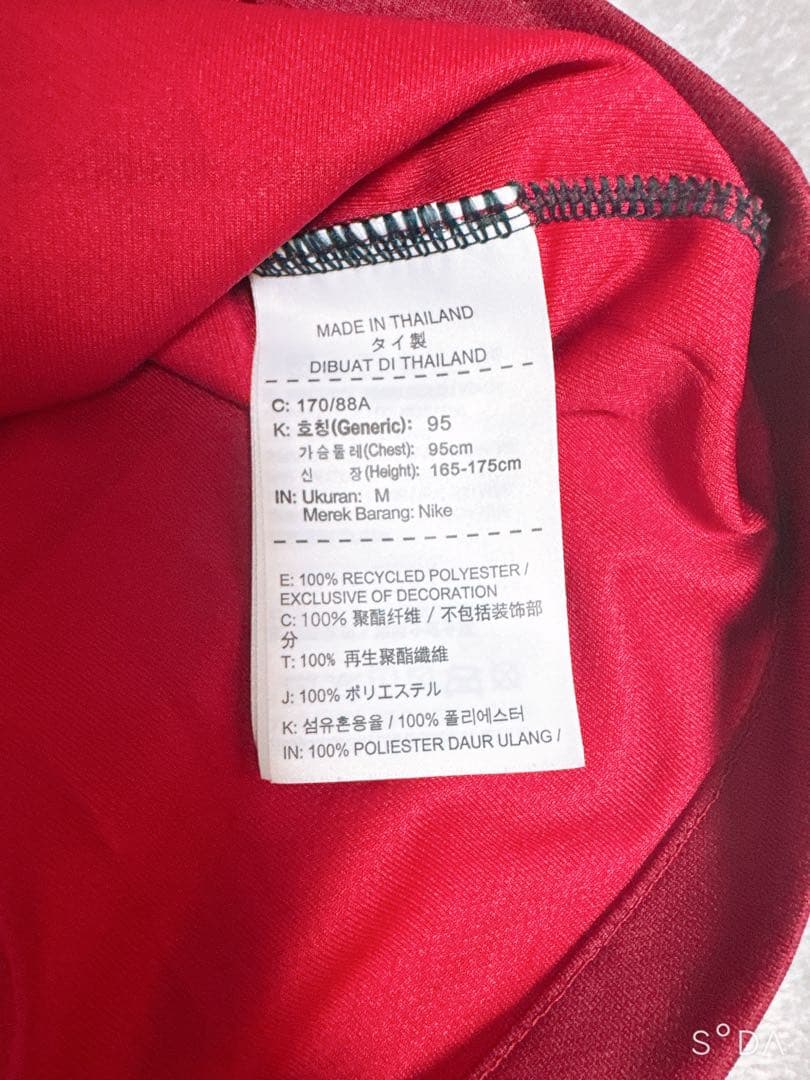 MADE IN THAILAND
タイ製
DIBUAT DI THAILAND
C: 170/88A
K: 호칭(Generic): 95
가슴둘레(Chest): 95cm
신 장(Height): 165-175cm
IN: Ukuran: M
Merek Barang: Nike
E: 100% RECYCLED POLYESTER /
EXCLUSIVE OF DECORATION
C: 100% 聚酯纤维 / 不包括装饰部
分
T: 100% 再生聚酯纖維
J: 100% ポリエステル
K: 섬유혼용율 / 100% 폴리에스터
IN: 100% POLIESTER DAUR ULANG /
S°DA